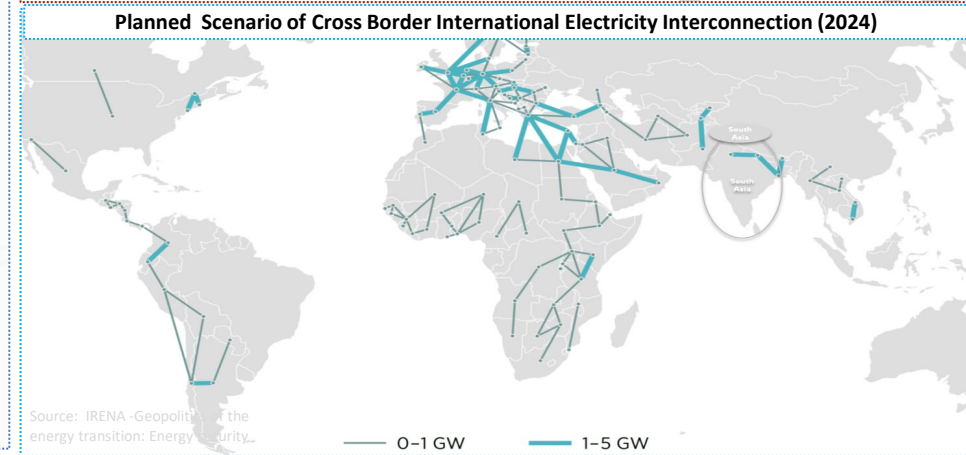 Planned Scenario of Cross Border International Electricity Interconnection (2024)
South
Asia
South
Asia
Source: IRENA -Geopolitics of the
energy transition: Energy Security
0–1 GW
1–5 GW